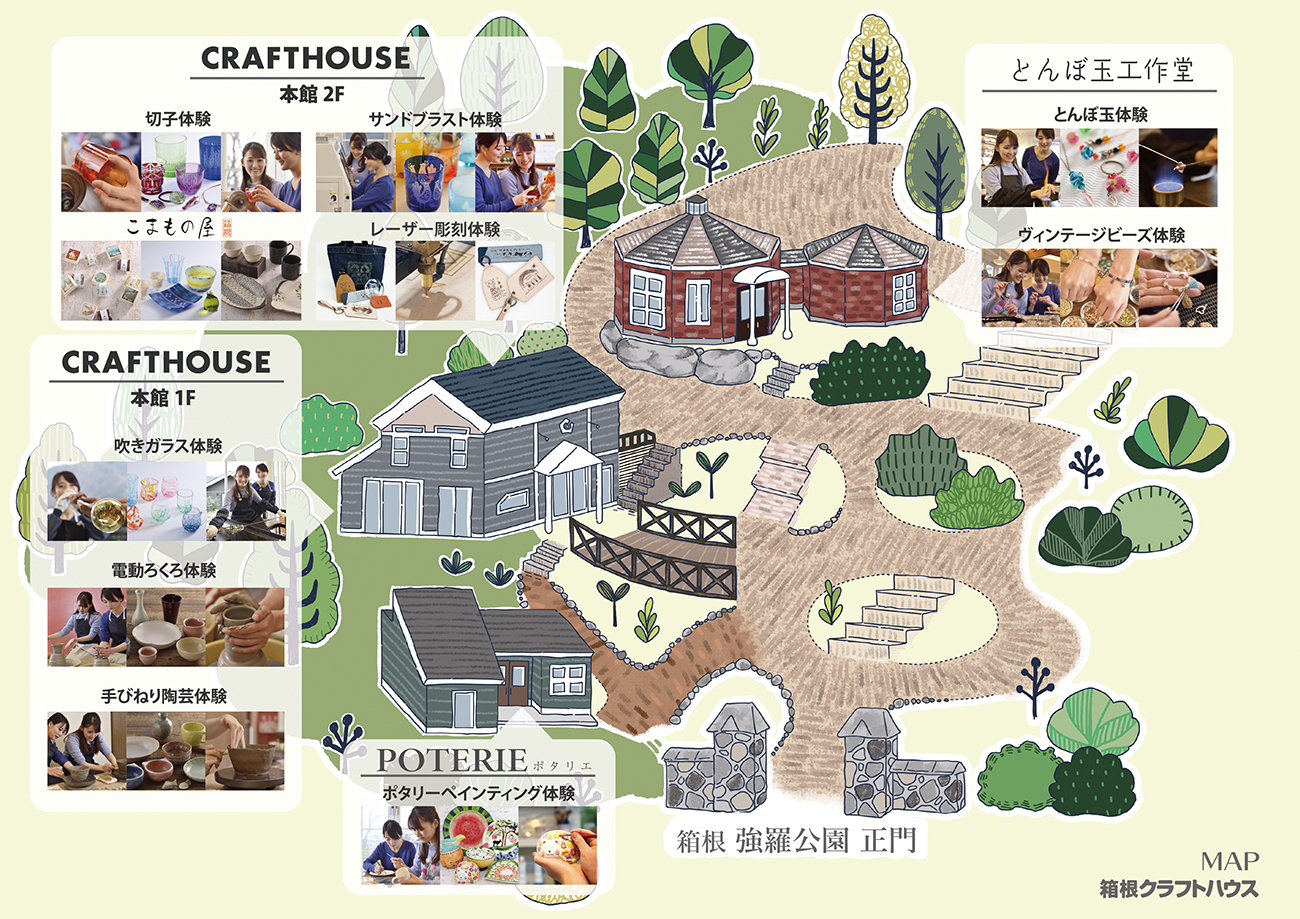 CRAFTHOUSE
本館 2F
切子体験
サンドブラスト体験
こまもの屋
レーザー彫刻体験
とんぼ玉工作堂
とんぼ玉体験
ヴィンテージビーズ体験
CRAFTHOUSE
本館 1F
吹きガラス体験
電動ろくろ体験
手びねり陶芸体験
POTERIE ポタリエ
ポタリーペインティング体験
箱根 強羅公園 正門
MAP
箱根クラフトハウス